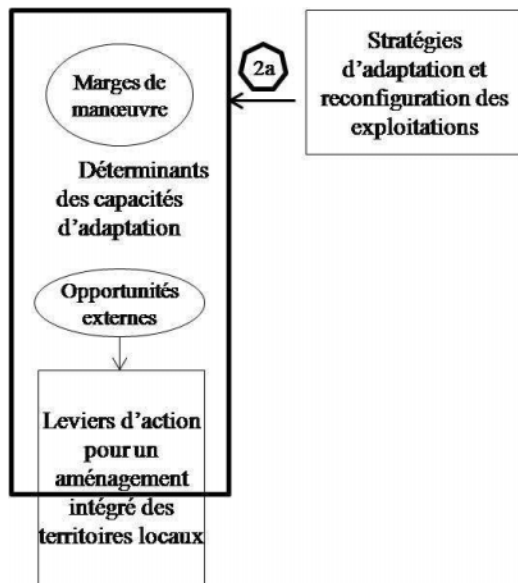 Marges de
manœuvre
Déterminants
des capacités
d'adaptation
Opportunités
externes
Leviers d'action
pour un
aménagement
intégré des
territoires locaux
2a
Stratégies
d'adaptation et
reconfiguration des
exploitations